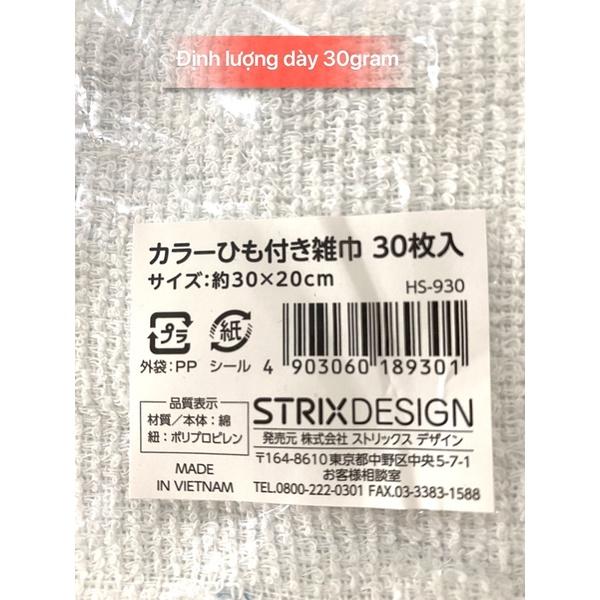 Định lượng dày 30gram
カラーひも付き雑巾 30枚入
サイズ:約30×20cm
HS-930
プラ
紙
外袋:PP シール
4 903060 189301
品質表示
材質/本体:綿
紐:ポリプロピレン
STRIXDESIGN
発売元 株式会社 ストリックス デザイン
〒164-8610 東京都中野区中央5-7-1
お客様相談室
MADE
IN VIETNAM
TEL.0800-222-0301 FAX.03-3383-1588